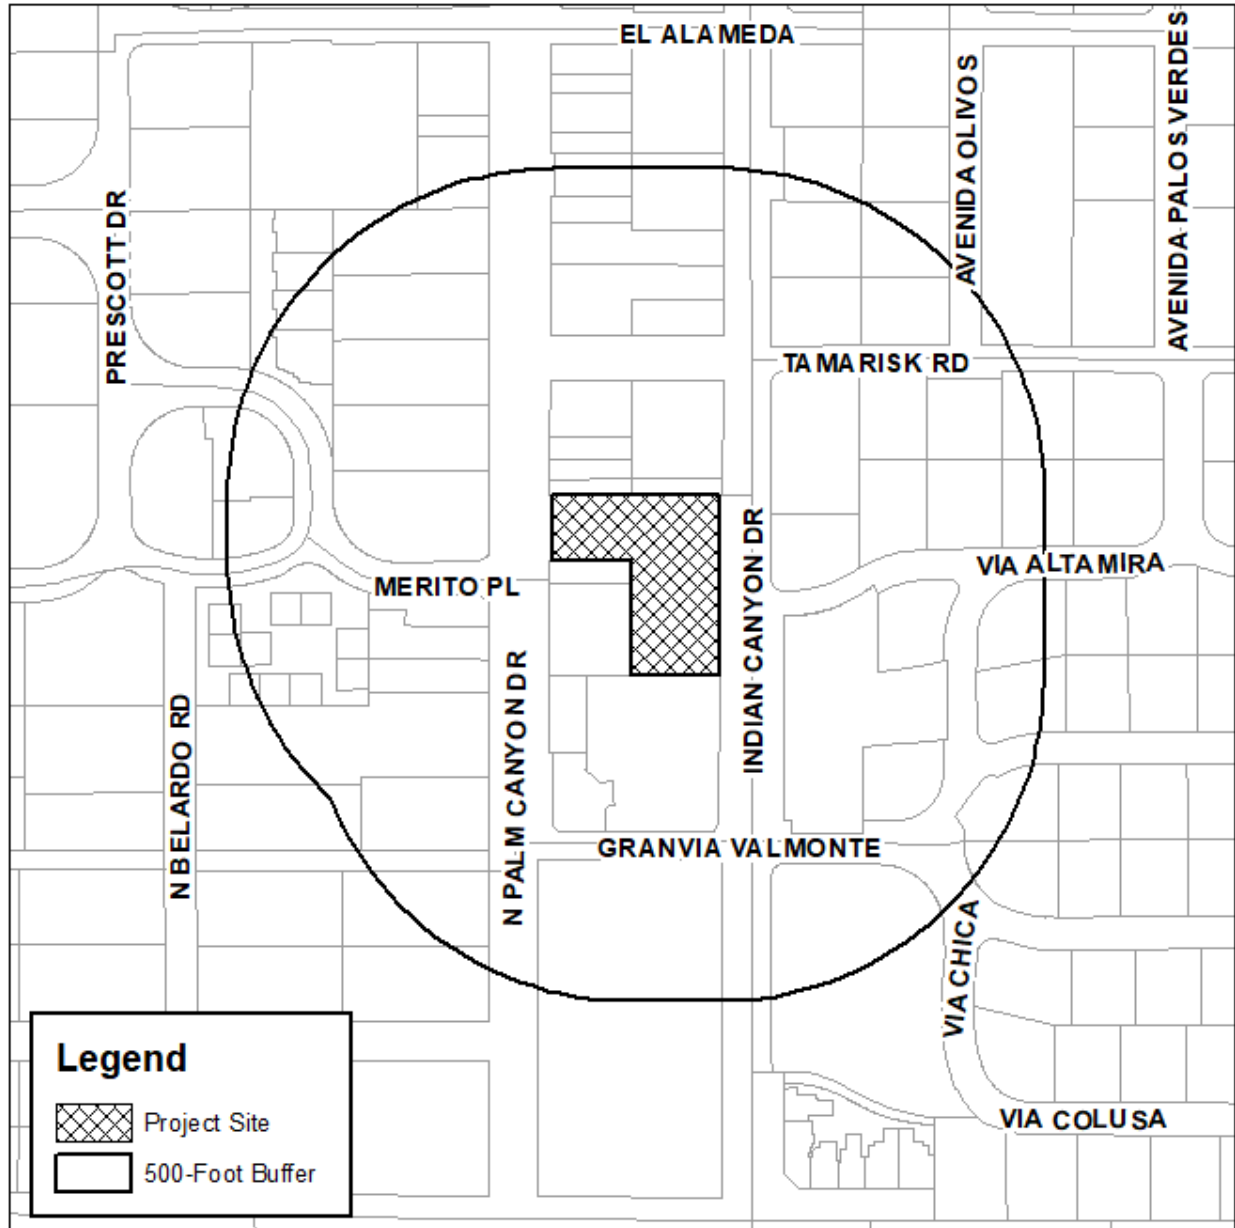 EL ALAMEDA
AVENIDA OLIVOS
AVENIDA PALOS VERDES
PRESCOTT DR
TAMARISK RD
INDIAN CANYON DR
VIA ALTAMIRA
MERITO PL
N PALM CANYON DR
N BELARDO RD
GRANVIA VALMONTE
VIA CHICA
VIA COLUSA
Legend
Project Site
500-Foot Buffer